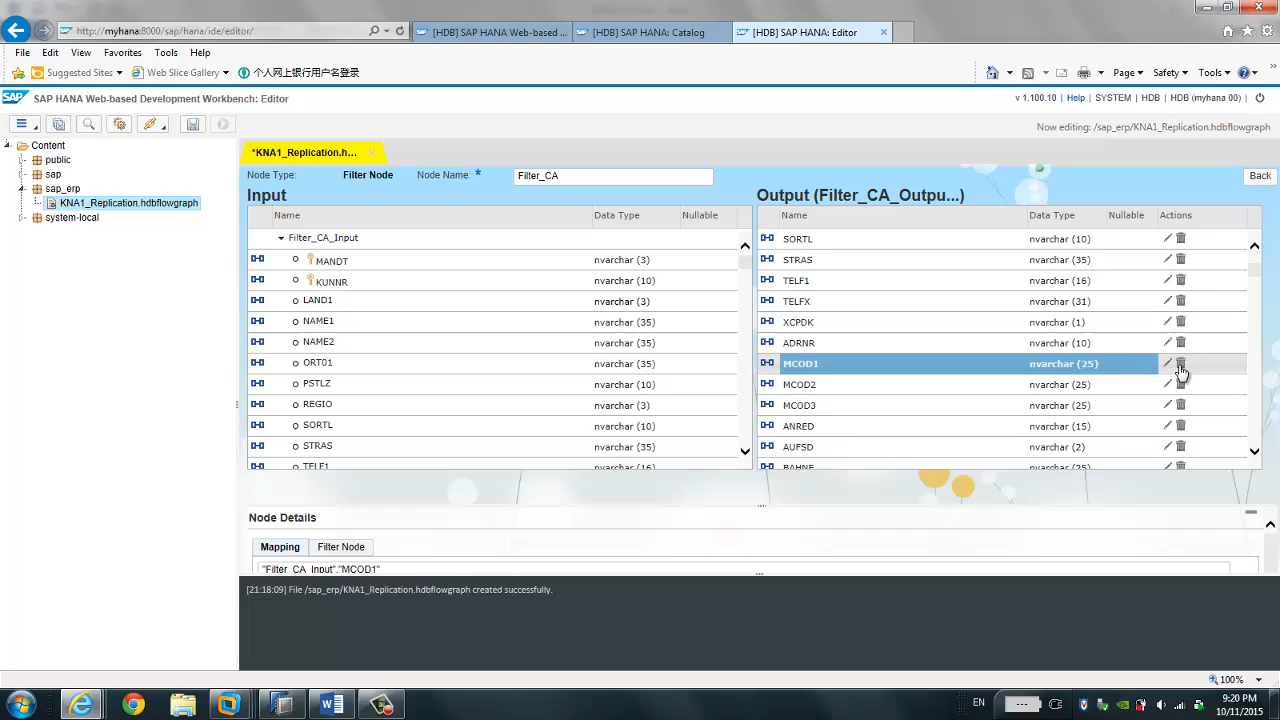 http://myhana:8000/sap/hana/ide/editor/
[HDB] SAP HANA Web-based ...
[HDB] SAP HANA: Catalog
[HDB] SAP HANA: Editor
File Edit View Favorites Tools Help
Suggested Sites Web Slice Gallery 个人网上银行用户名登录
Page Safety Tools
SAP SAP HANA Web-based Development Workbench: Editor
v 1.100.10 | Help | SYSTEM | HDB | HDB (myhana 00) |
Now editing: /sap_erp/KNA1_Replication.hdbflowgraph
Content
public
sap
sap_erp
KNA1_Replication.hdbflowgraph
system-local
*KNA1_Replication.h...
Node Type: Filter Node Node Name: * Filter_CA Back
Input
Name Data Type Nullable
Filter_CA_Input
MANDT nvarchar (3)
KUNNR nvarchar (10)
LAND1 nvarchar (3)
NAME1 nvarchar (35)
NAME2 nvarchar (35)
ORT01 nvarchar (35)
PSTLZ nvarchar (10)
REGIO nvarchar (3)
SORTL nvarchar (10)
STRAS nvarchar (35)
TELF1 nvarchar (16)
Output (Filter_CA_Outpu...)
Name Data Type Nullable Actions
SORTL nvarchar (10)
STRAS nvarchar (35)
TELF1 nvarchar (16)
TELFX nvarchar (31)
XCPDK nvarchar (1)
ADRNR nvarchar (10)
MCOD1 nvarchar (25)
MCOD2 nvarchar (25)
MCOD3 nvarchar (25)
ANRED nvarchar (15)
AUFSD nvarchar (2)
BAHNE nvarchar (25)
Node Details
Mapping Filter Node
"Filter_CA_Input"."MCOD1"
[21:18:09] File /sap_erp/KNA1_Replication.hdbflowgraph created successfully.
100%
EN
9:20 PM
10/11/2015